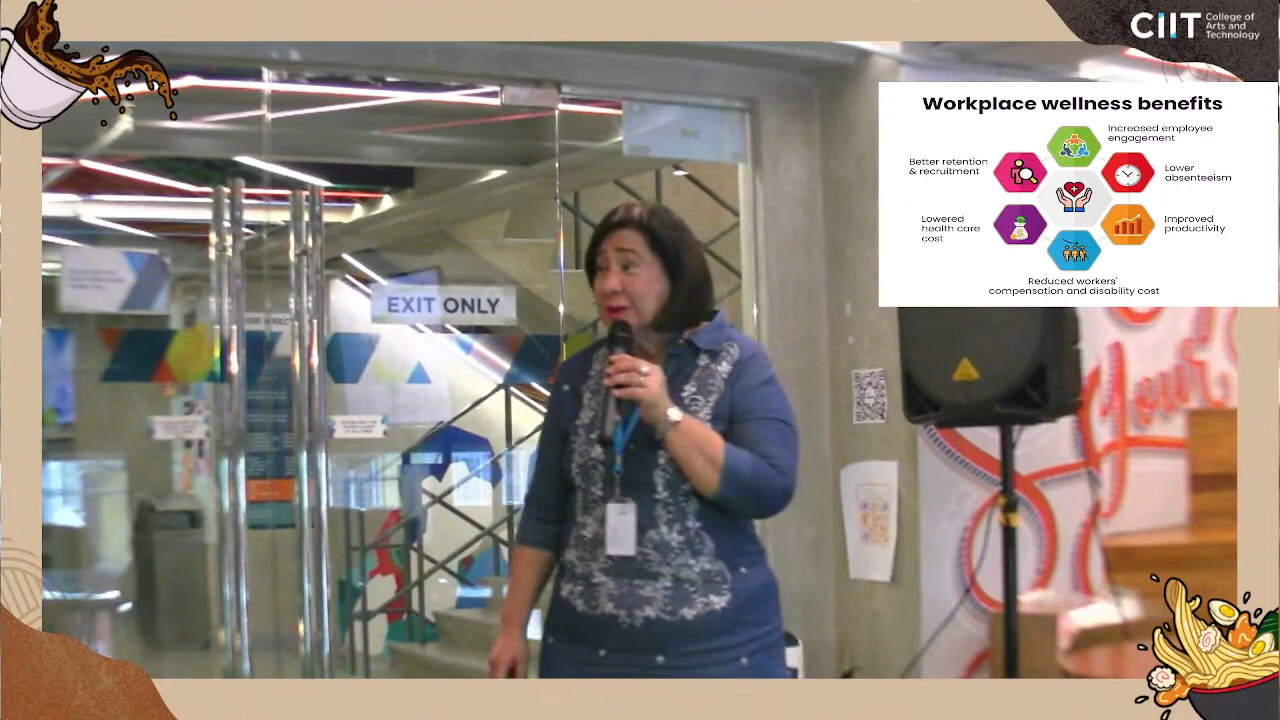 CIIT
College of
Arts and
Technology
Workplace wellness benefits
Increased employee
engagement
Better retention
& recruitment
Lower
absenteeism
Lowered
health care
cost
Improved
productivity
Reduced workers'
compensation and disability cost
EXIT ONLY